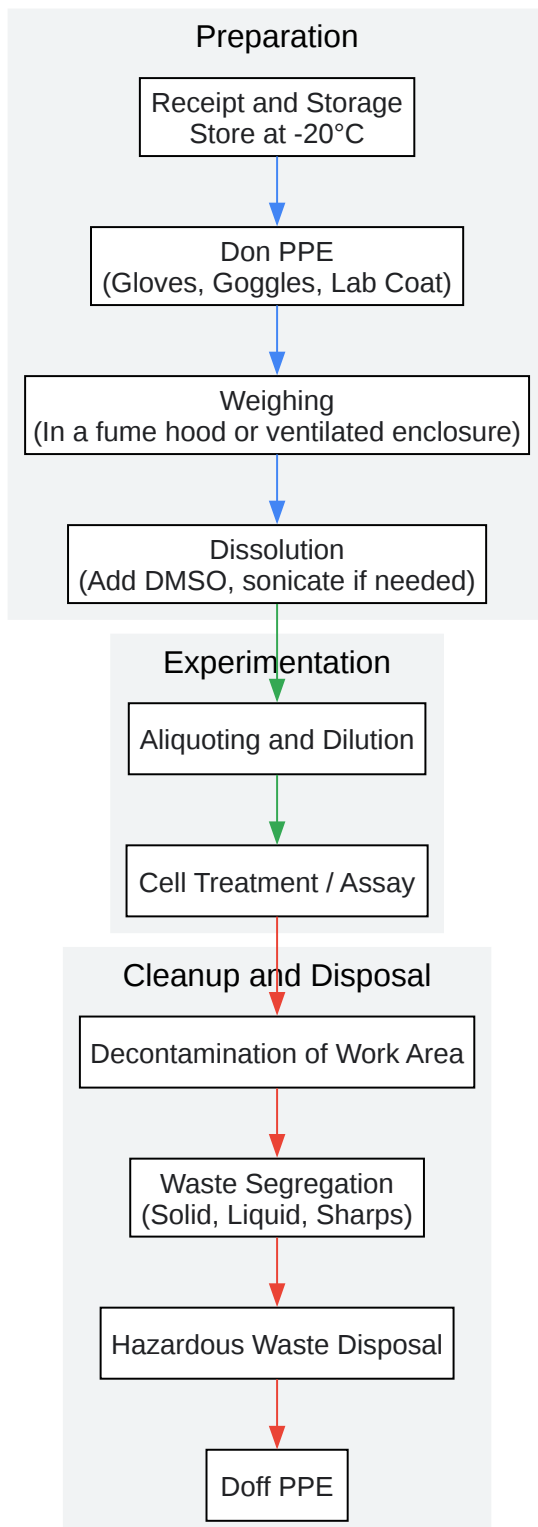 Preparation
Receipt and Storage
Store at -20°C
Don PPE
(Gloves, Goggles, Lab Coat)
Weighing
(In a fume hood or ventilated enclosure)
Dissolution
(Add DMSO, sonicate if needed)
Experimentation
Aliquoting and Dilution
Cell Treatment / Assay
Cleanup and Disposal
Decontamination of Work Area
Waste Segregation
(Solid, Liquid, Sharps)
Hazardous Waste Disposal
Doff PPE